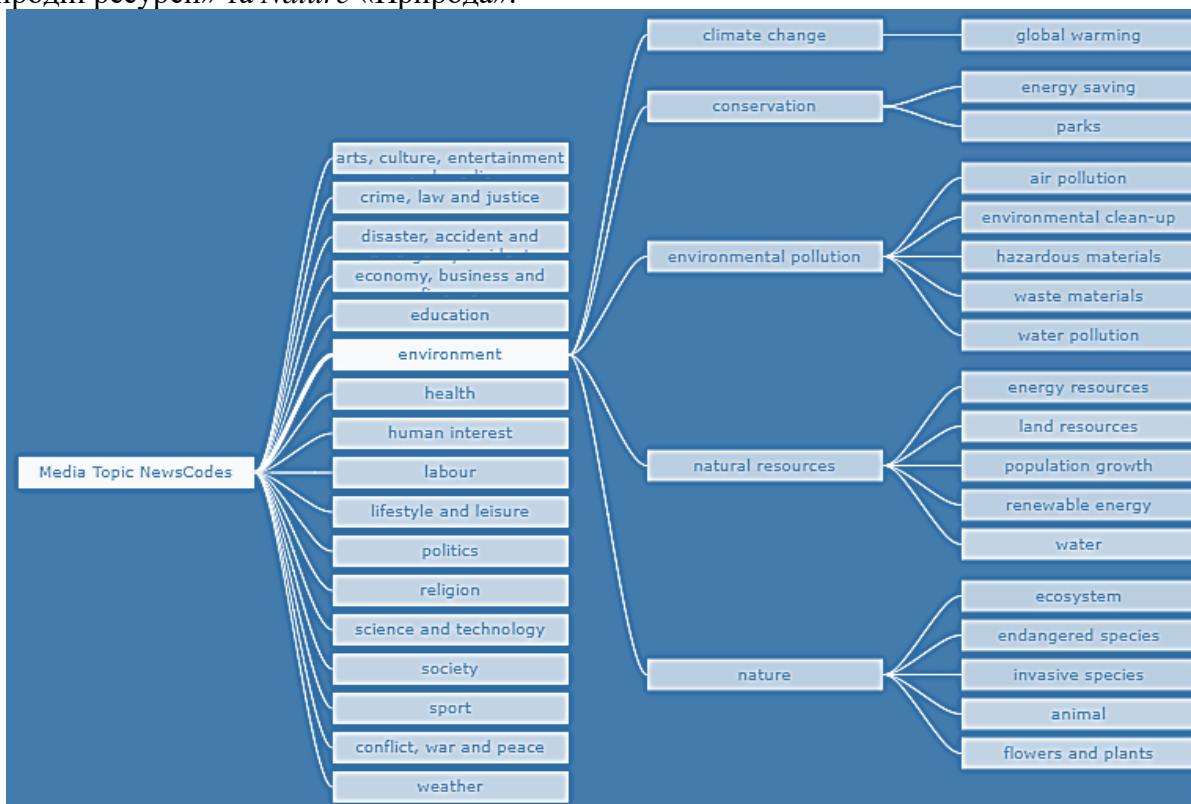 ресурси» та Nature «Природа».
Media Topic NewsCodes
arts, culture, entertainment
crime, law and justice
disaster, accident and
economy, business and
education
environment
health
human interest
labour
lifestyle and leisure
politics
religion
science and technology
society
sport
conflict, war and peace
weather
climate change
conservation
environmental pollution
natural resources
nature
global warming
energy saving
parks
air pollution
environmental clean-up
hazardous materials
waste materials
water pollution
energy resources
land resources
population growth
renewable energy
water
ecosystem
endangered species
invasive species
animal
flowers and plants